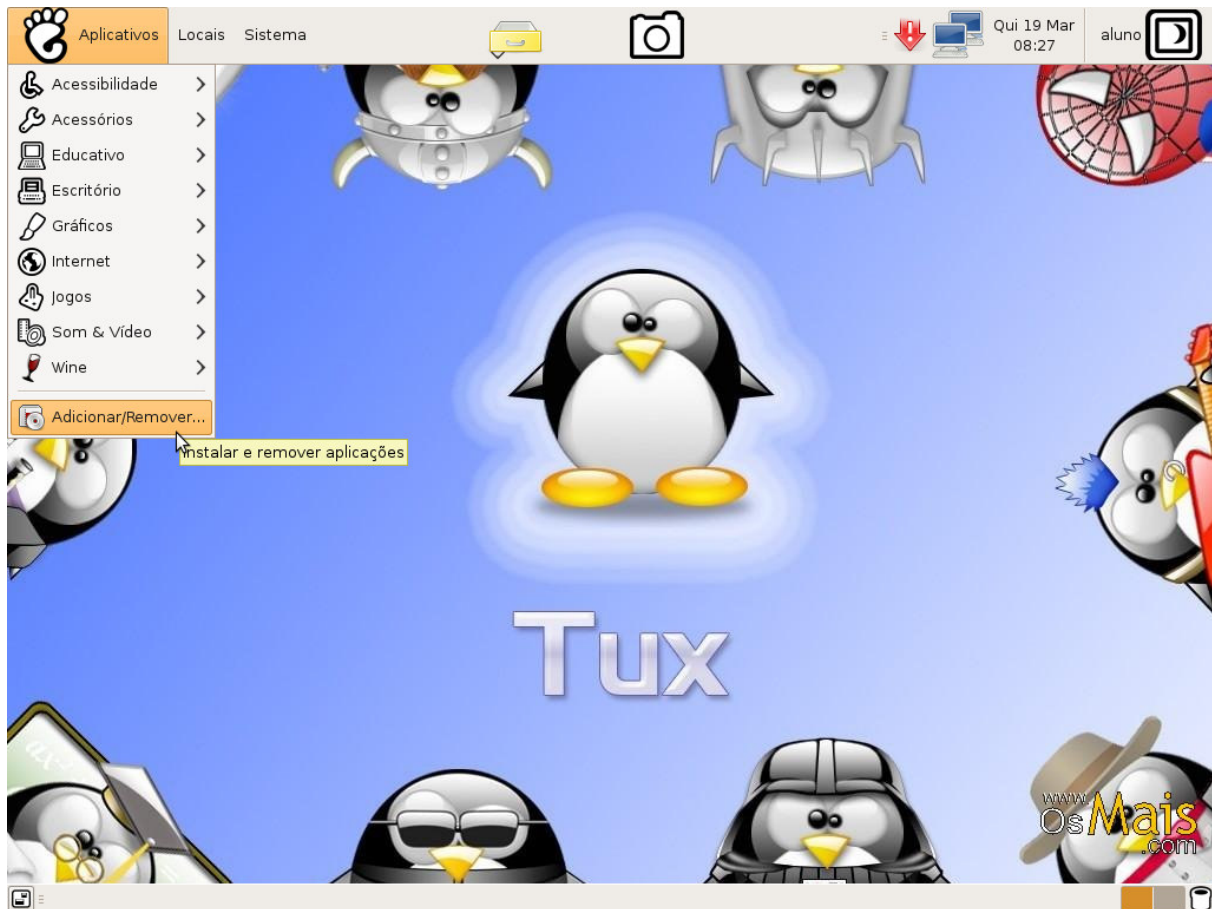 Aplicativos Locais Sistema
Qui 19 Mar
08:27
aluno
Acessibilidade
Acessórios
Educativo
Escritório
Gráficos
Internet
Jogos
Som & Vídeo
Wine
Adicionar/Remover...
Instalar e remover aplicações
Tux
www.
OsMais
.com